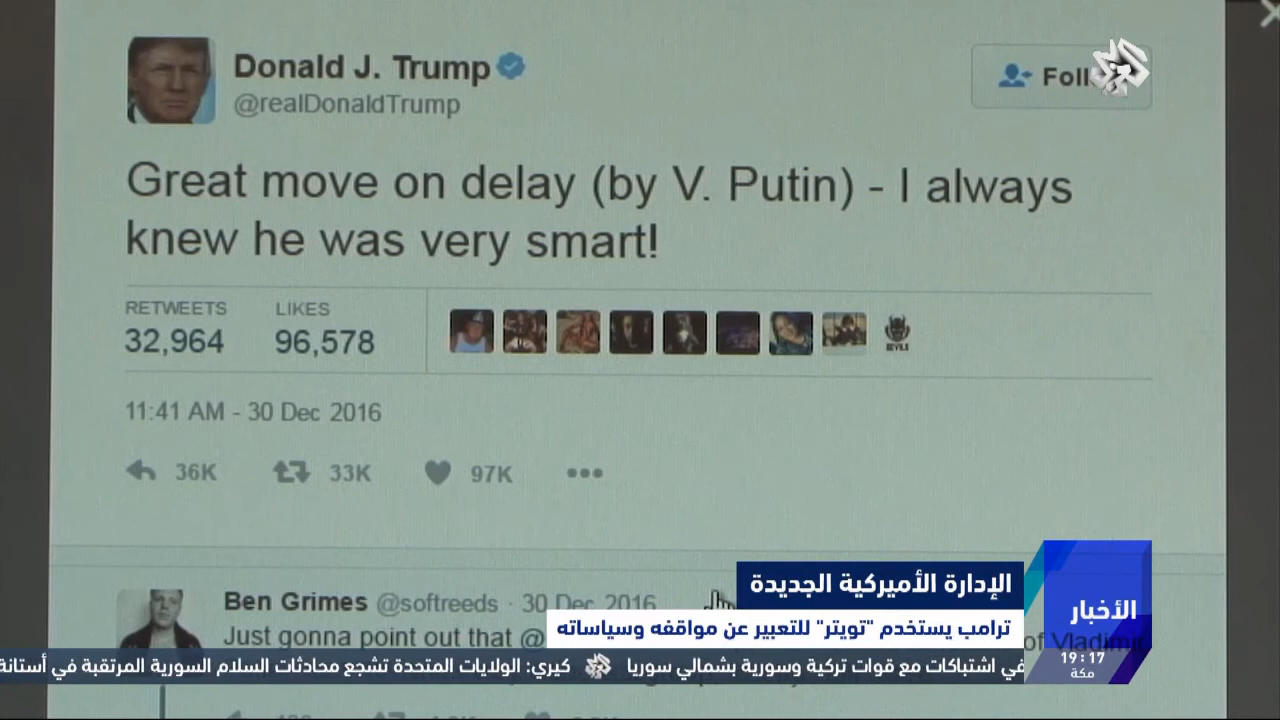 Donald J. Trump
@realDonaldTrump
Great move on delay (by V. Putin) - I always
knew he was very smart!
RETWEETS LIKES
32,964 96,578
11:41 AM - 30 Dec 2016
36K 33K 97K
Ben Grimes @softreeds · 30 Dec 2016
Just gonna point out that @
of Vladimir
الإدارة الأميركية الجديدة
ترامب يستخدم "تويتر" للتعبير عن مواقفه وسياساته
الأخبار
19:17
مكة
في اشتباكات مع قوات تركية وسورية بشمالي سوريا كيري: الولايات المتحدة تشجع محادثات السلام السورية المرتقبة في أستانة